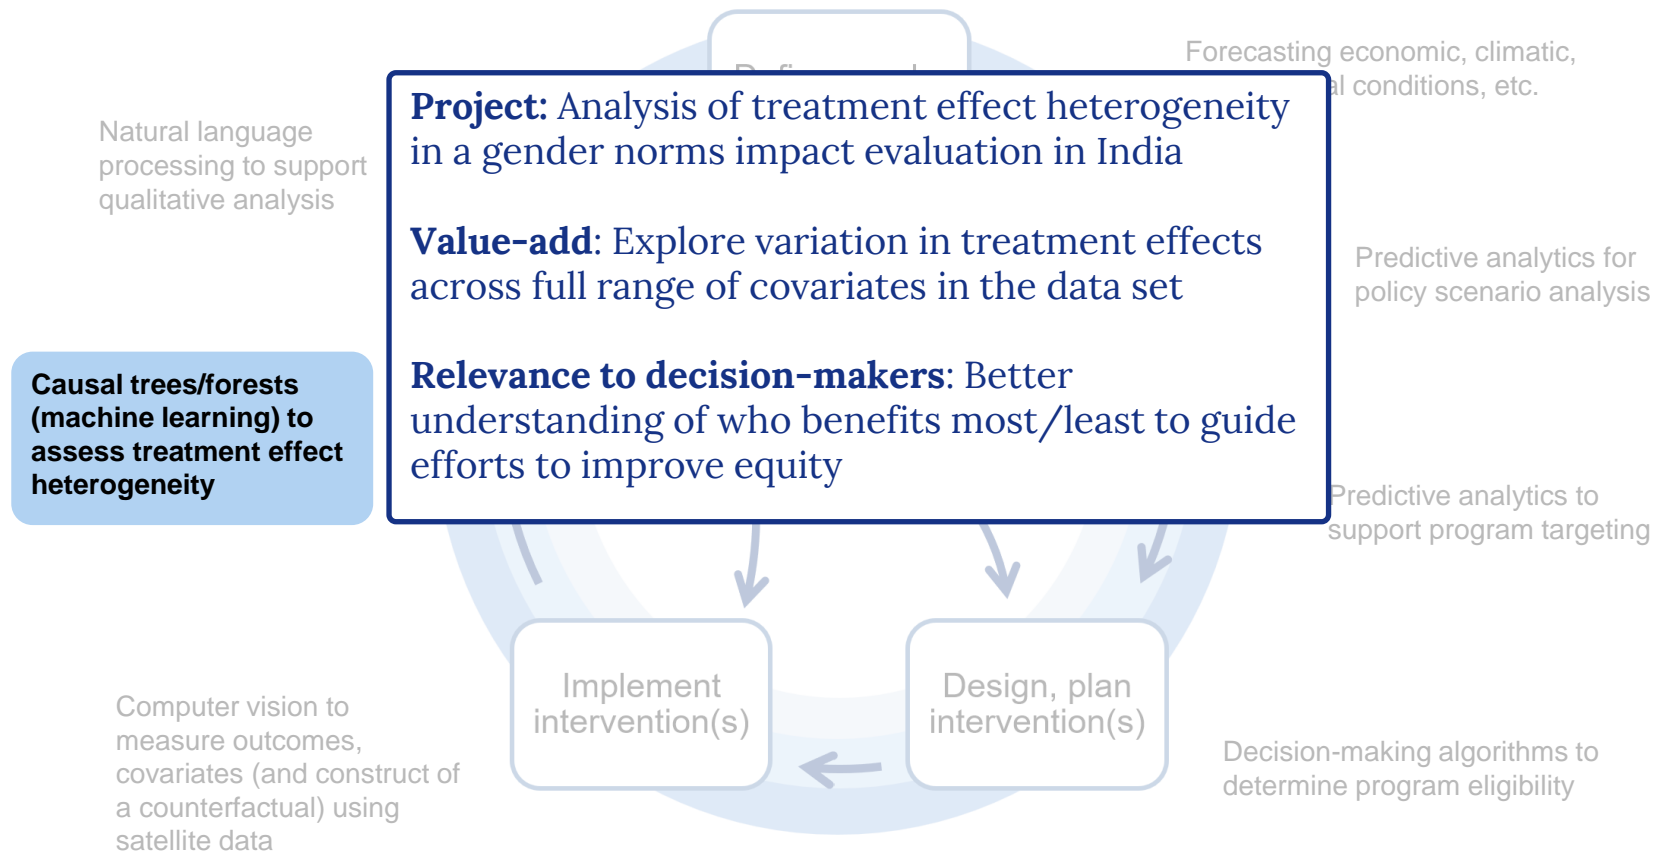 Forecasting economic, climatic,
conditions, etc.
Natural language
processing to support
qualitative analysis
Project: Analysis of treatment effect heterogeneity
in a gender norms impact evaluation in India
Value-add: Explore variation in treatment effects
across full range of covariates in the data set
Relevance to decision-makers: Better
understanding of who benefits most/least to guide
efforts to improve equity
Predictive analytics for
policy scenario analysis
Causal trees/forests
(machine learning) to
assess treatment effect
heterogeneity
Predictive analytics to
support program targeting
Implement
intervention(s)
Design, plan
intervention(s)
Computer vision to
measure outcomes,
covariates (and construct of
a counterfactual) using
satellite data
Decision-making algorithms to
determine program eligibility